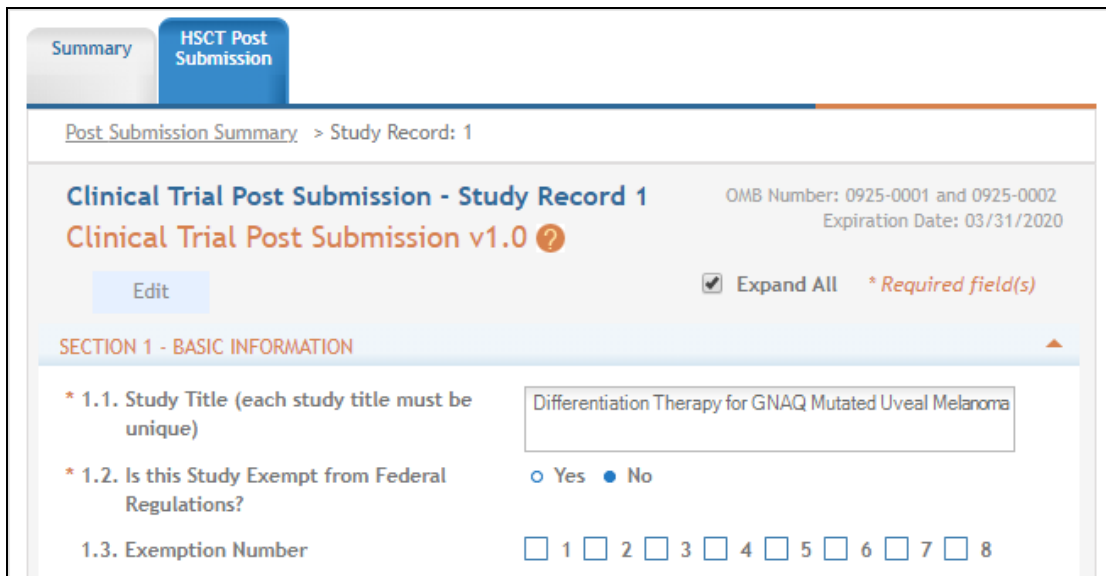 Summary
HSCT Post
Submission
Post Submission Summary > Study Record: 1
Clinical Trial Post Submission - Study Record 1
OMB Number: 0925-0001 and 0925-0002
Expiration Date: 03/31/2020
Clinical Trial Post Submission v1.0 ?
Edit
Expand All * Required field(s)
SECTION 1 - BASIC INFORMATION
* 1.1. Study Title (each study title must be
unique)
Differentiation Therapy for GNAQ Mutated Uveal Melanoma
* 1.2. Is this Study Exempt from Federal
Regulations?
Yes No
1.3. Exemption Number
1 2 3 4 5 6 7 8